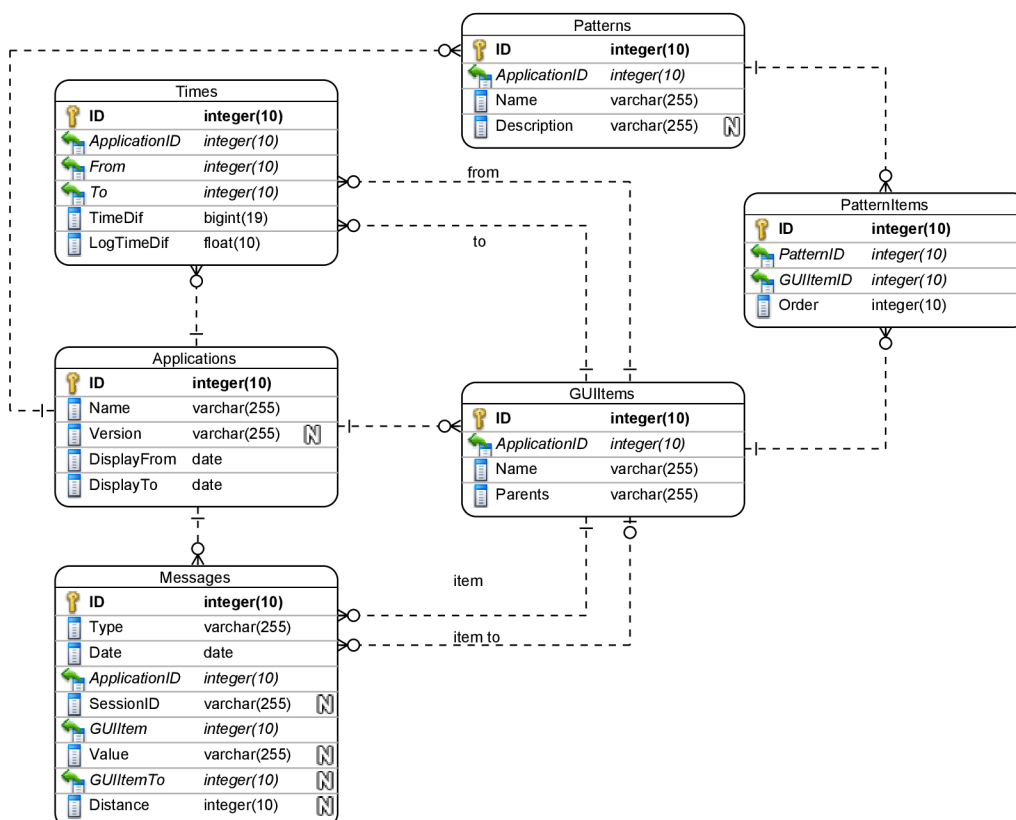 Patterns
ID integer(10)
ApplicationID integer(10)
Name varchar(255)
Description varchar(255) N
Times
ID integer(10)
ApplicationID integer(10)
From integer(10)
To integer(10)
TimeDif bigint(19)
LogTimeDif float(10)
from
to
PatternItems
ID integer(10)
PatternID integer(10)
GUIItemID integer(10)
Order integer(10)
Applications
ID integer(10)
Name varchar(255)
Version varchar(255) N
DisplayFrom date
DisplayTo date
GUIItems
ID integer(10)
ApplicationID integer(10)
Name varchar(255)
Parents varchar(255)
item
item to
Messages
ID integer(10)
Type varchar(255)
Date date
ApplicationID integer(10)
SessionID varchar(255) N
GUIItem integer(10)
Value varchar(255) N
GUIItemTo integer(10) N
Distance integer(10) N